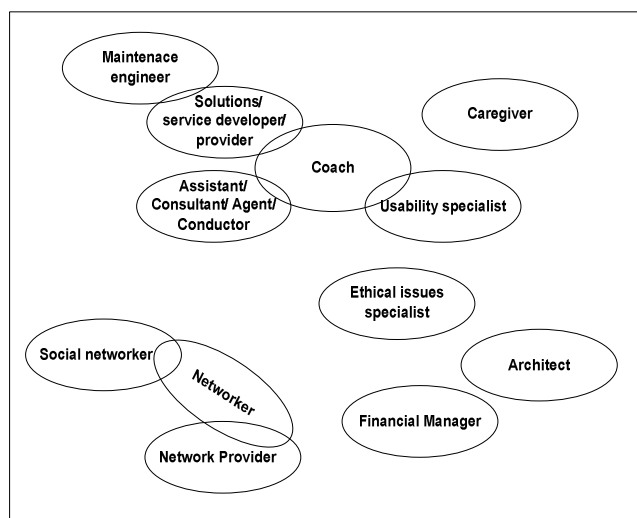 Maintenace
engineer
Solutions/
service developer/
provider
Caregiver
Coach
Assistant/
Consultant/ Agent/
Conductor
Usability specialist
Ethical issues
specialist
Social networker
Architect
Networker
Financial Manager
Network Provider